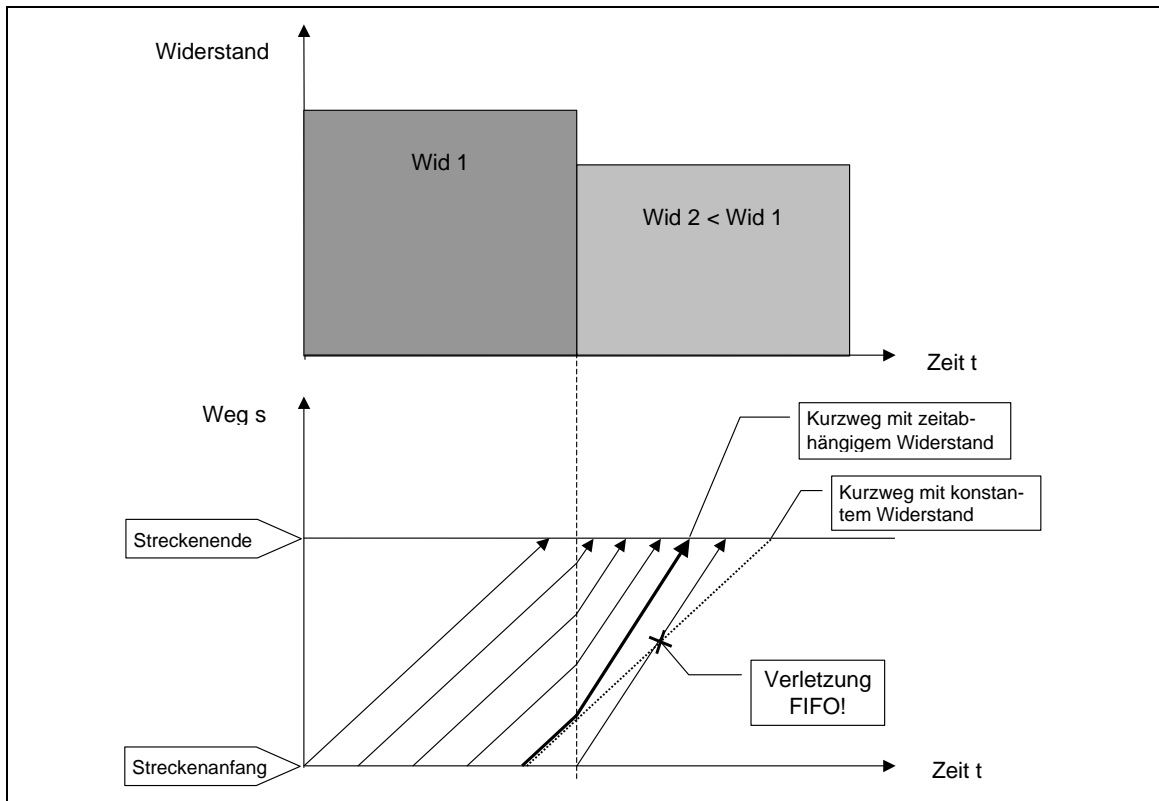 Widerstand
Wid 1
Wid 2 < Wid 1
Zeit t
Weg s
Kurzweg mit zeitab-
hängigem Widerstand
Kurzweg mit konstan-
tem Widerstand
Streckenende
Verletzung
FIFO!
Streckenanfang
Zeit t